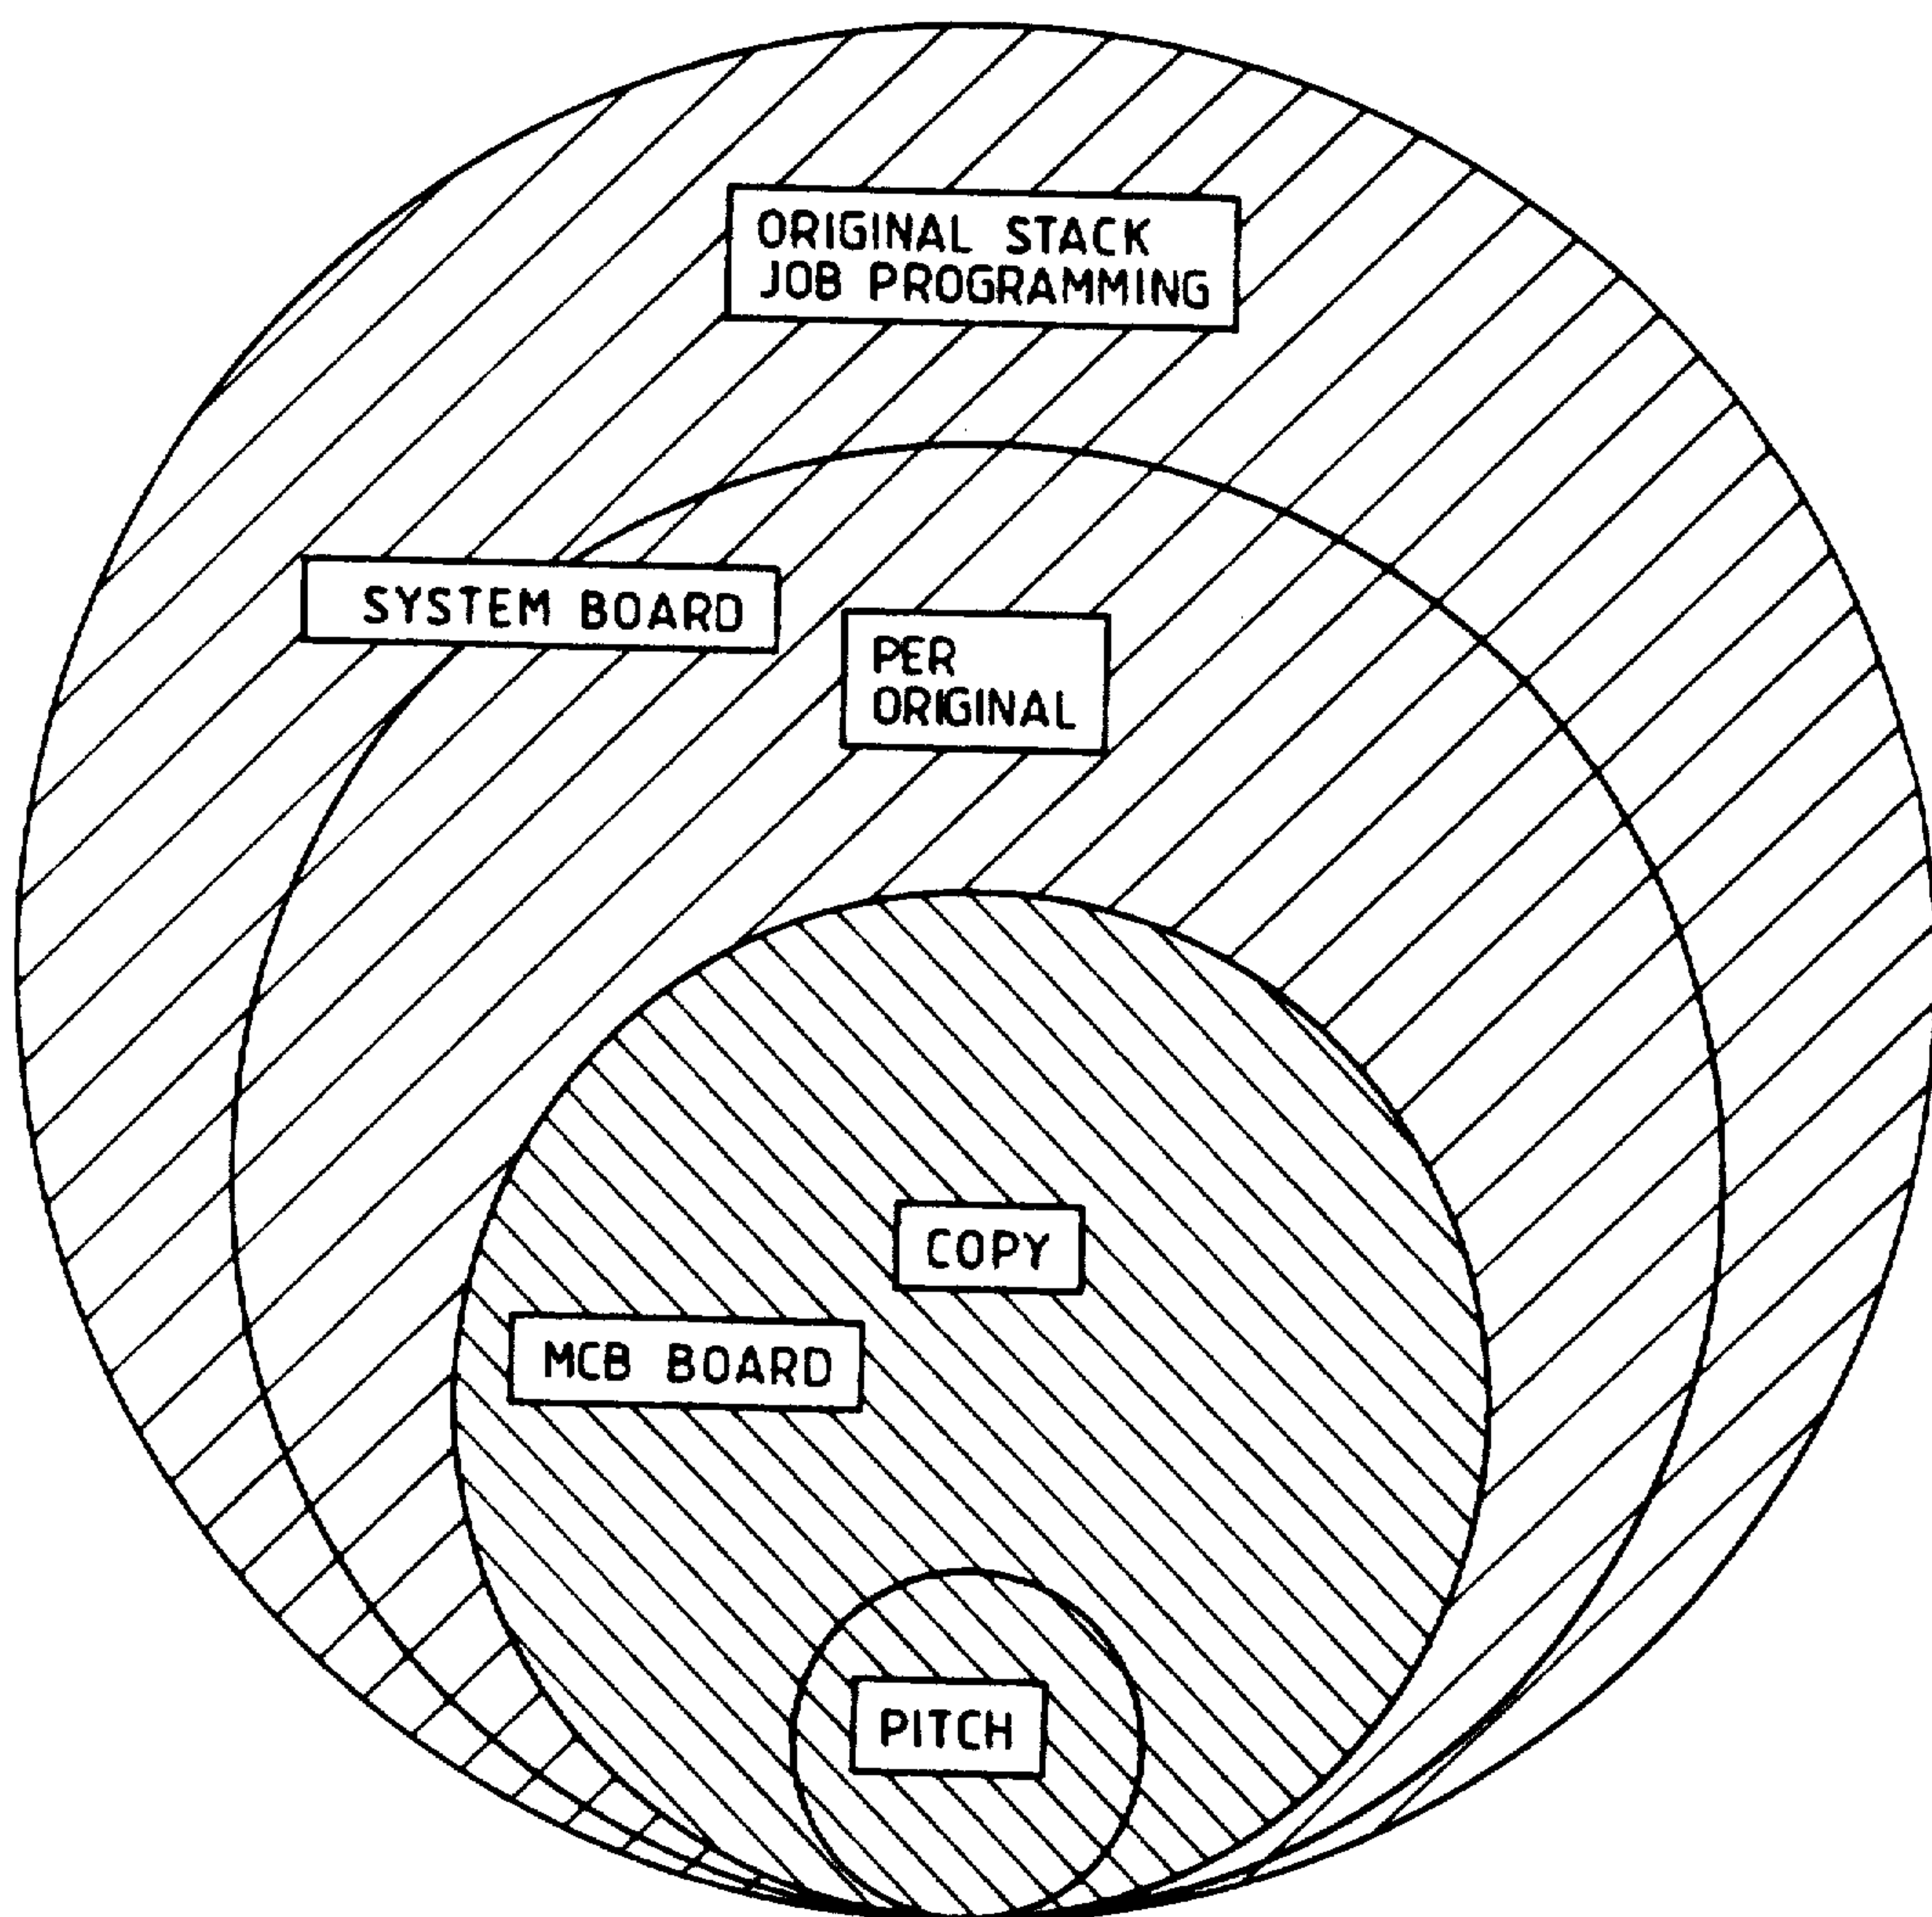 ORIGINAL STACK
JOB PROGRAMMING
SYSTEM BOARD
PER
ORIGINAL
COPY
MCB BOARD
PITCH